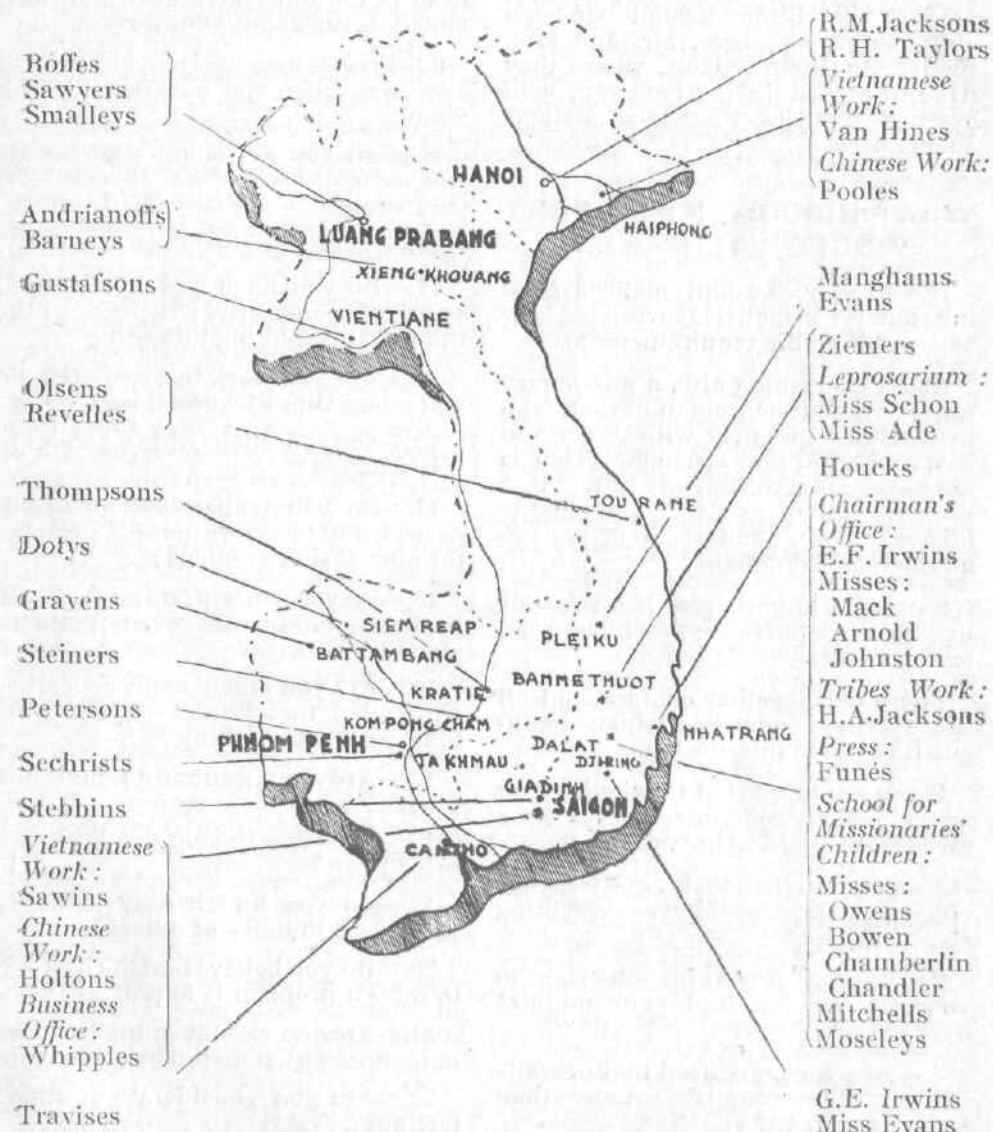 Roffes
Sawyers
Smalleys
Andrianoffs
Barneys
Gustafsons
Olsens
Revelles
Thompsons
Dotys
Gravens
Steiners
Petersons
Sechrists
Stebbins
Vietnamese
Work:
Sawins
Chinese
Work:
Holtons
Business
Office:
Whipples
Travises
HANOI
HAIPHONG
LUANG PRABANG
XIENG KHOUANG
VIENTIANE
TOURANE
SIEMREAP
PLEIKU
BATTAMBANG
BANMETHUOT
KRATIE
KOMPONG CHAM
NHATRANG
PHNOM PENH
DALAT
TAKHMAU
DJIRING
GIADINH
SAIGON
CANTHO
R.M.Jacksons
R.H. Taylors
Vietnamese
Work:
Van Hines
Chinese Work:
Pooles
Manghams
Evans
Ziemers
Leprosarium:
Miss Schon
Miss Ade
Houcks
Chairman's
Office:
E.F. Irwins
Misses:
Mack
Arnold
Johnston
Tribes Work:
H.A.Jacksons
Press:
Funés
School for
Missionaries'
Children:
Misses:
Owens
Bowen
Chamberlin
Chandler
Mitchells
Moseleys
G.E. Irwins
Miss Evans